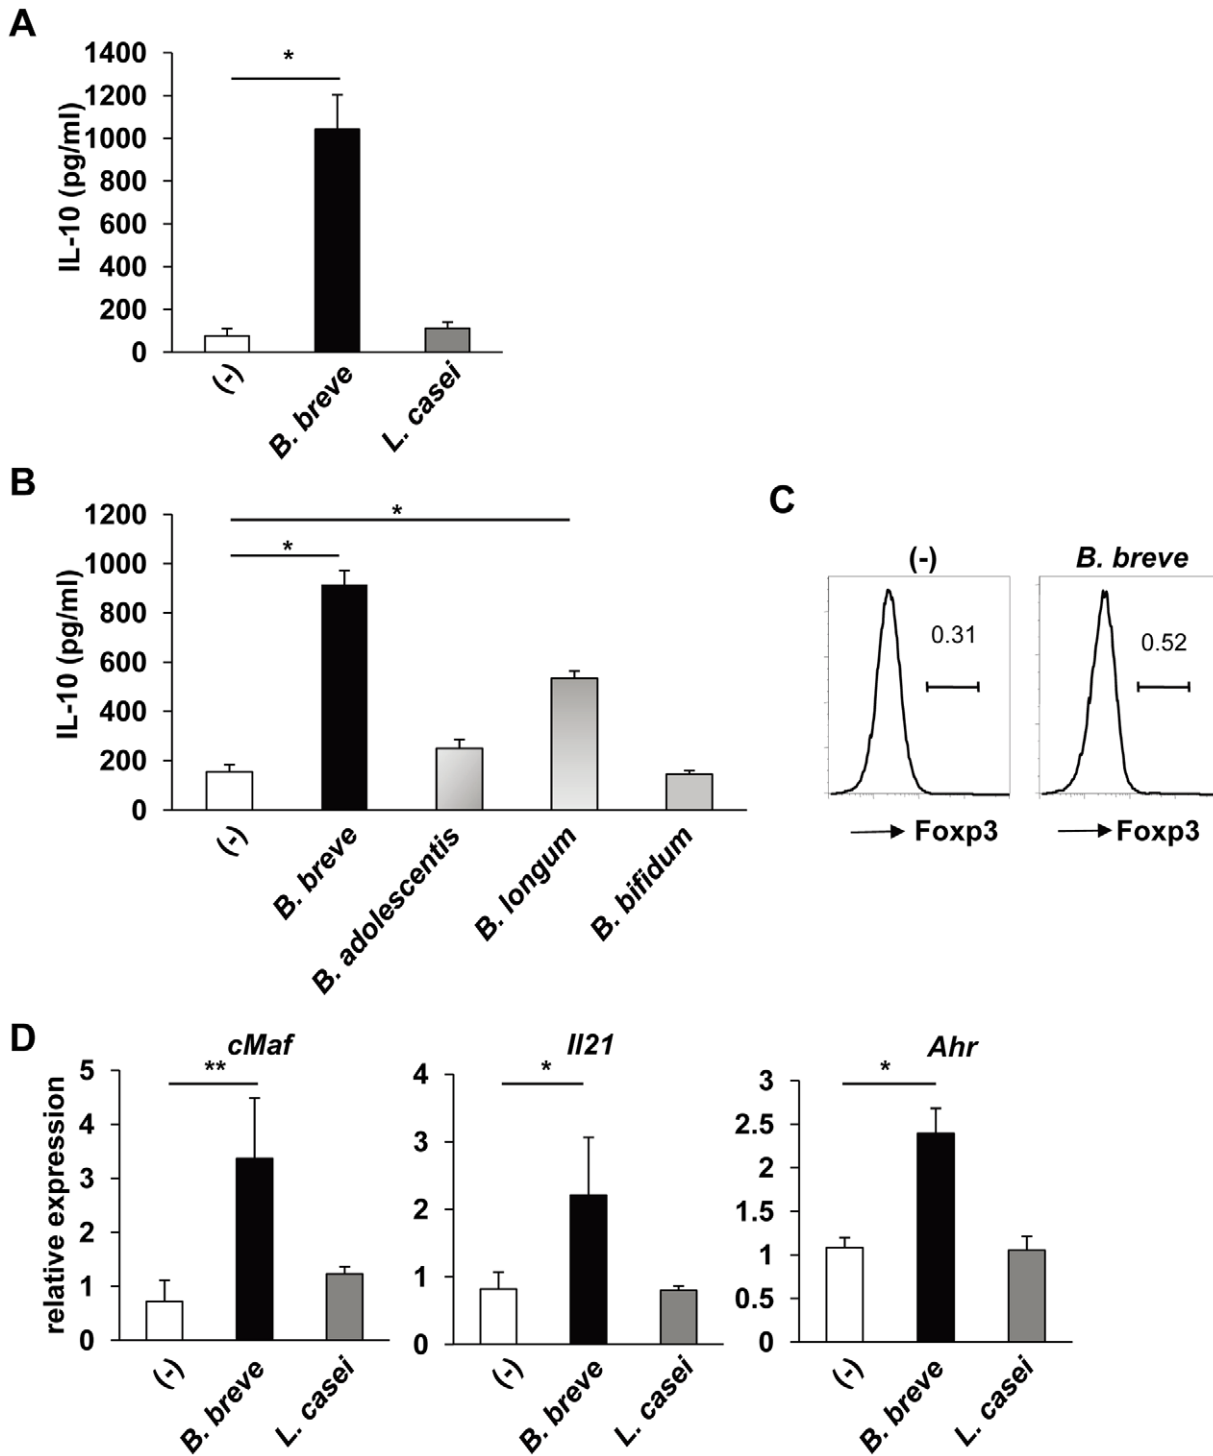 A
1400
1200
1000
800
600
400
200
0
IL-10 (pg/ml)
*
(-)
B. breve
L. casei
B
1200
1000
800
600
400
200
0
IL-10 (pg/ml)
*
*
(-)
B. breve
B. adolescentis
B. longum
B. bifidum
C
(-)
B. breve
0.31
0.52
Foxp3
Foxp3
D
relative expression
cMaf
**
5
4
3
2
1
0
(-)
B. breve
L. casei
Il21
*
4
3
2
1
0
(-)
B. breve
L. casei
Ahr
*
3
2.5
2
1.5
1
0.5
0
(-)
B. breve
L. casei